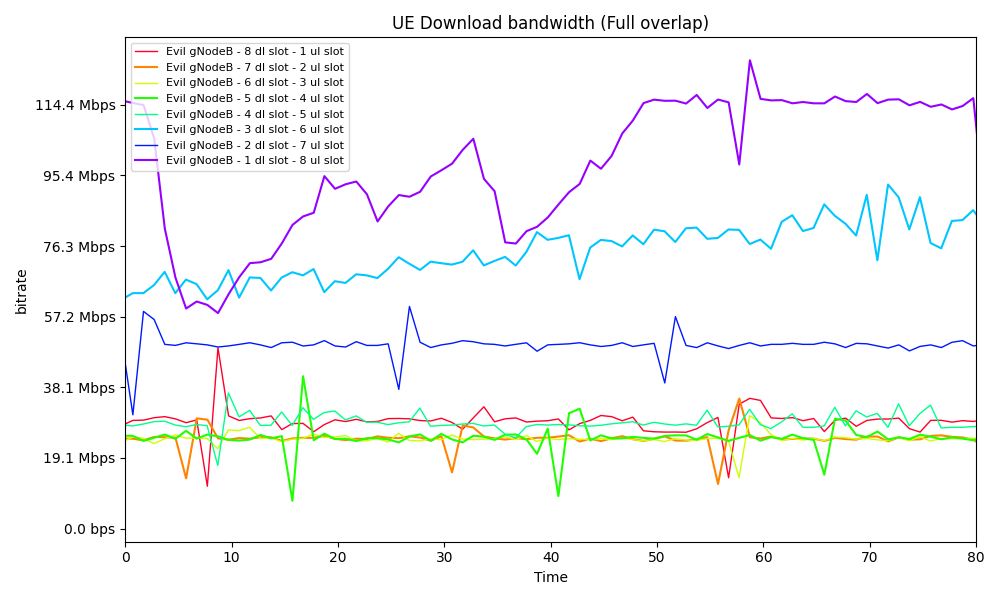 UE Download bandwidth (Full overlap)
Evil gNodeB - 8 dl slot - 1 ul slot
Evil gNodeB - 7 dl slot - 2 ul slot
Evil gNodeB - 6 dl slot - 3 ul slot
Evil gNodeB - 5 dl slot - 4 ul slot
Evil gNodeB - 4 dl slot - 5 ul slot
Evil gNodeB - 3 dl slot - 6 ul slot
Evil gNodeB - 2 dl slot - 7 ul slot
Evil gNodeB - 1 dl slot - 8 ul slot
114.4 Mbps
95.4 Mbps
76.3 Mbps
57.2 Mbps
38.1 Mbps
19.1 Mbps
0.0 bps
bitrate
0 10 20 30 40 50 60 70 80
Time